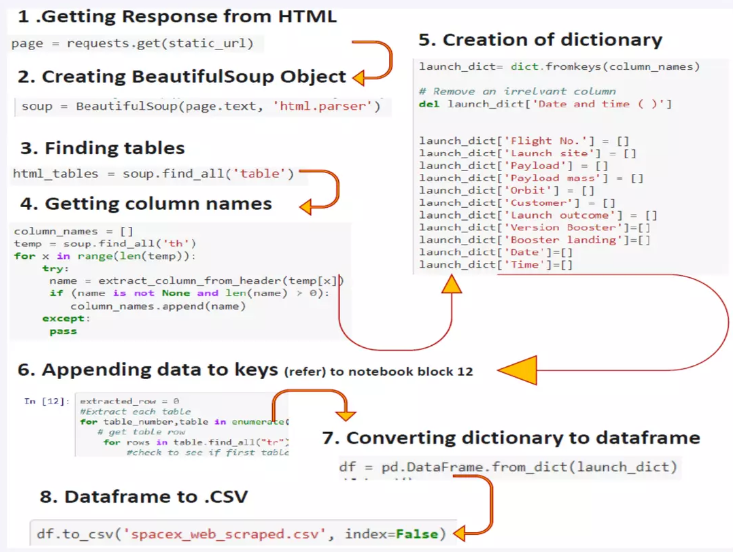 1 .Getting Response from HTML
page = requests.get(static_url)
2. Creating BeautifulSoup Object
soup = BeautifulSoup(page.text, 'html.parser')
3. Finding tables
html_tables = soup.find_all('table')
4. Getting column names
column_names = []
temp = soup.find_all('th')
for x in range(len(temp)):
try:
name = extract_column_from_header(temp[x])
if (name is not None and len(name) > 0):
column_names.append(name)
except:
pass
5. Creation of dictionary
launch_dict= dict.fromkeys(column_names)
# Remove an irrelvant column
del launch_dict['Date and time ( )']
launch_dict['Flight No.'] = []
launch_dict['Launch site'] = []
launch_dict['Payload'] = []
launch_dict['Payload mass'] = []
launch_dict['Orbit'] = []
launch_dict['Customer'] = []
launch_dict['Launch outcome'] = []
launch_dict['Version Booster']=[]
launch_dict['Booster landing']=[]
launch_dict['Date']=[]
launch_dict['Time']=[]
6. Appending data to keys (refer) to notebook block 12
In [12]: extracted_row = 0
#Extract each table
for table_number,table in enumerate(
# get table row
for rows in table.find_all("tr")
#check to see if first table
7. Converting dictionary to dataframe
df = pd.DataFrame.from_dict(launch_dict)
8. Dataframe to .CSV
df.to_csv('spacex_web_scraped.csv', index=False)